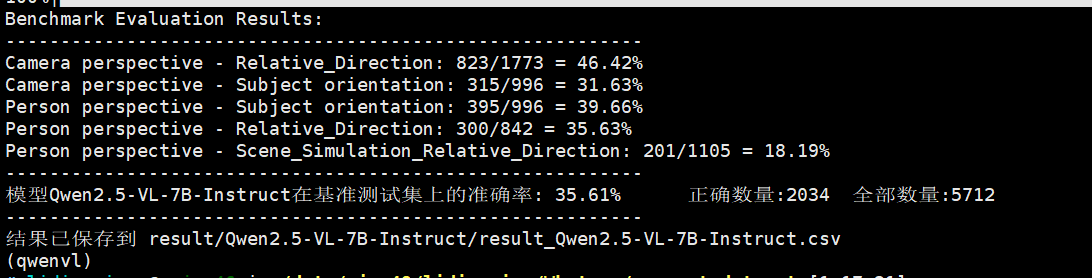 100%|
Benchmark Evaluation Results:
----------------------------------------------------------
Camera perspective - Relative_Direction: 823/1773 = 46.42%
Camera perspective - Subject orientation: 315/996 = 31.63%
Person perspective - Subject orientation: 395/996 = 39.66%
Person perspective - Relative_Direction: 300/842 = 35.63%
Person perspective - Scene_Simulation_Relative_Direction: 201/1105 = 18.19%
----------------------------------------------------------
模型Qwen2.5-VL-7B-Instruct在基准测试集上的准确率: 35.61%      正确数量:2034  全部数量:5712
----------------------------------------------------------
结果已保存到 result/Qwen2.5-VL-7B-Instruct/result_Qwen2.5-VL-7B-Instruct.csv
(qwenvl)